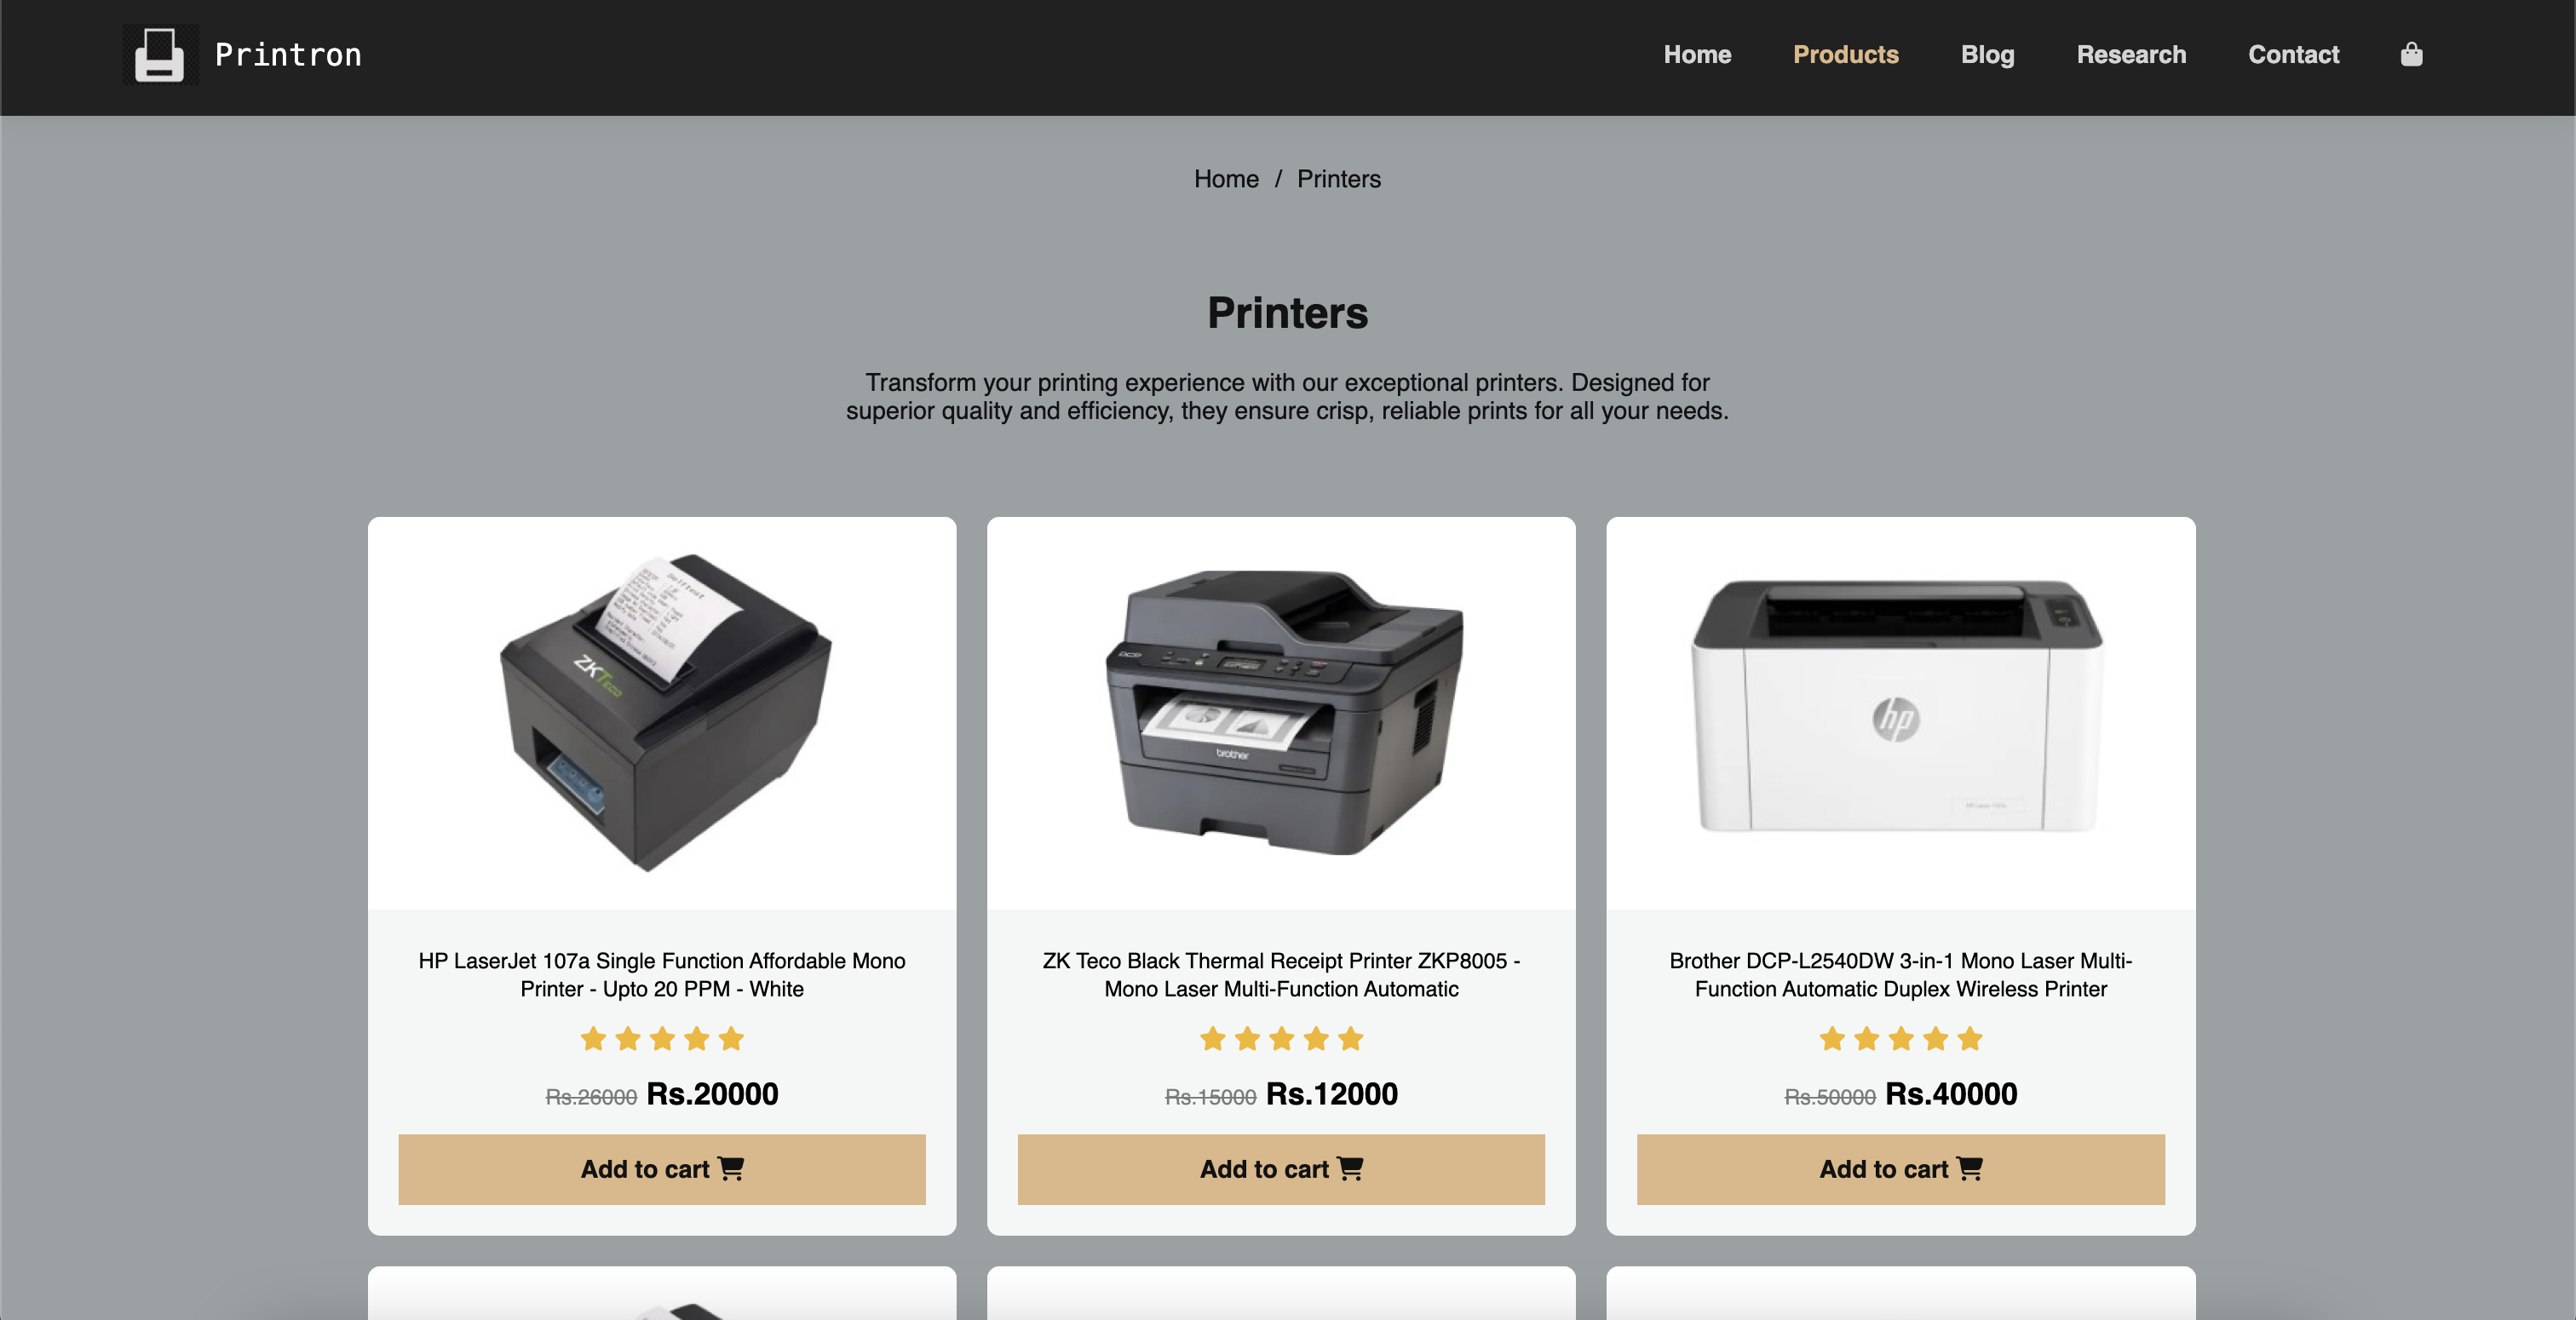 Printron
Home
Products
Blog
Research
Contact
Home / Printers
Printers
Transform your printing experience with our exceptional printers. Designed for
superior quality and efficiency, they ensure crisp, reliable prints for all your needs.
ZKTeco
DCP
brother
hp
HP LaserJet 107a Single Function Affordable Mono
Printer - Upto 20 PPM - White
Rs.26000 Rs.20000
Add to cart
ZK Teco Black Thermal Receipt Printer ZKP8005 -
Mono Laser Multi-Function Automatic
Rs.15000 Rs.12000
Add to cart
Brother DCP-L2540DW 3-in-1 Mono Laser Multi-
Function Automatic Duplex Wireless Printer
Rs.50000 Rs.40000
Add to cart